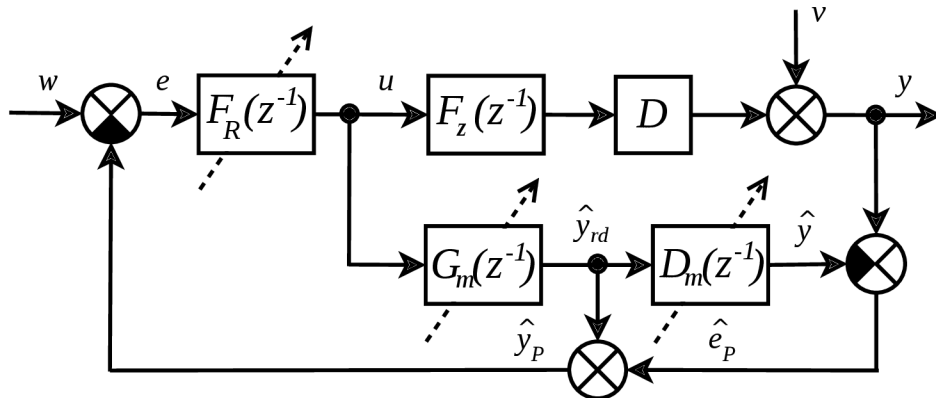 v
w e u y
F_R(z⁻¹) F_z(z⁻¹) D
ŷ_rd ŷ
G_m(z⁻¹) D_m(z⁻¹)
ŷ_P ê_P